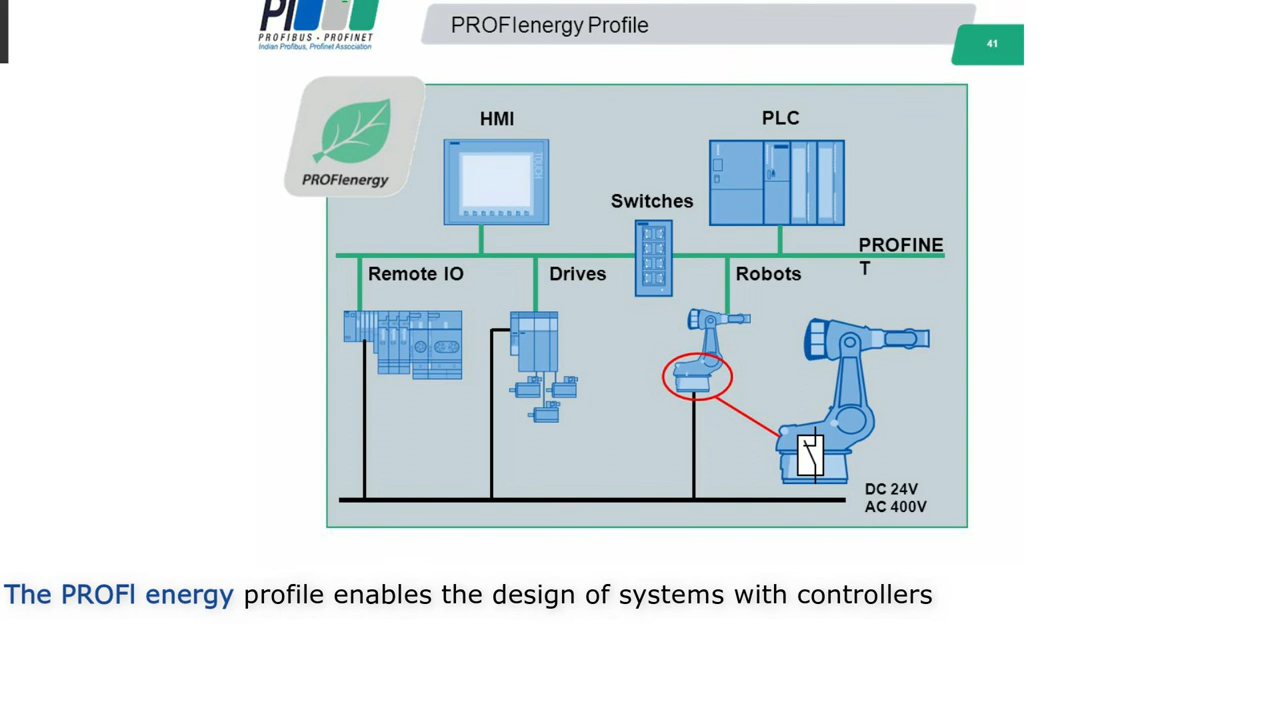 PI
PROFIBUS · PROFINET
Indian Profibus, Profinet Association
PROFIenergy Profile
41
PROFIenergy
HMI
PLC
Switches
PROFINE
T
Remote IO
Drives
Robots
DC 24V
AC 400V
The PROFI energy profile enables the design of systems with controllers